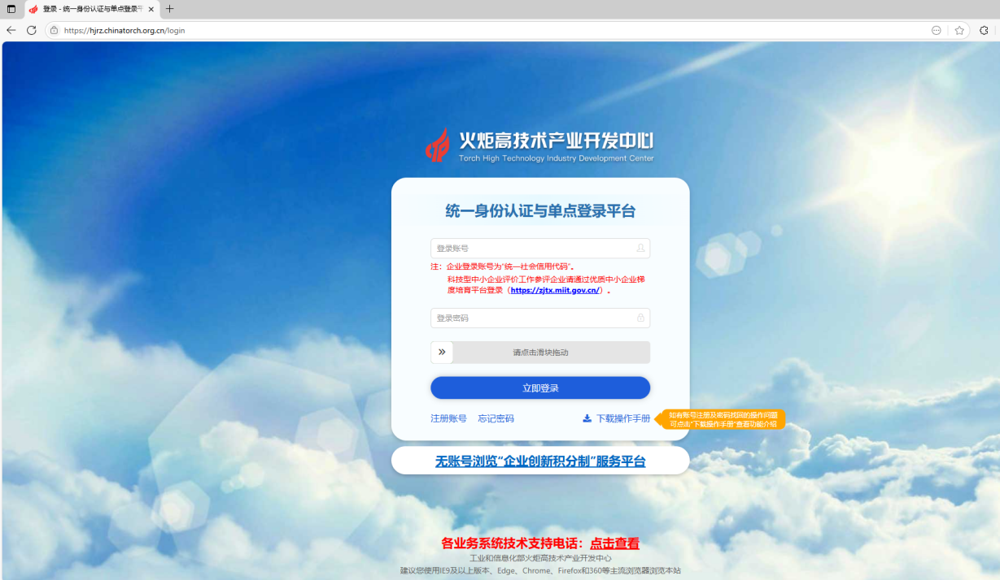 登录 - 统一身份认证与单点登录平
https://hjrz.chinatorch.org.cn/login
火炬高技术产业开发中心
Torch High Technology Industry Development Center
统一身份认证与单点登录平台
登录账号
注：企业登录账号为"统一社会信用代码"。
科技型中小企业评价工作参评企业请通过优质中小企业梯
度培育平台登录（https://zjtx.miit.gov.cn/）。
登录密码
请点击滑块拖动
立即登录
注册账号 忘记密码 下载操作手册
如有账号注册及密码找回的操作问题
可点击"下载操作手册"查看功能介绍
无账号浏览"企业创新积分制"服务平台
各业务系统技术支持电话：点击查看
工业和信息化部火炬高技术产业开发中心
建议您使用IE9及以上版本、Edge、Chrome、Firefox和360等主流浏览器浏览本站